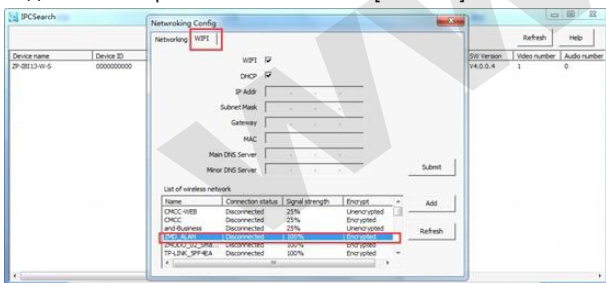 IPCSearch
Networking Config
Networking WIFI
Refresh Help
Device name Device ID SW Version Video number Audio number
ZP-IBI13-W-S 0000000000 V4.0.0.4 1 0
WIFI
DHCP
IP Addr
Subnet Mask
Gateway
MAC
Main DNS Server
Minor DNS Server
Submit
List of wireless network
Name Connection status Signal strength Encrypt
Add
CMCC-WEB Disconnected 25% Unencrypted
CMCC Disconnected 25% Encrypted
and-Business Disconnected 25% Unencrypted
Refresh
ZMD_ALAN Disconnected 100% Encrypted
ZMODO_02_Sma... Disconnected 100% Encrypted
TP-LINK_5FF4EA Disconnected 100% Encrypted